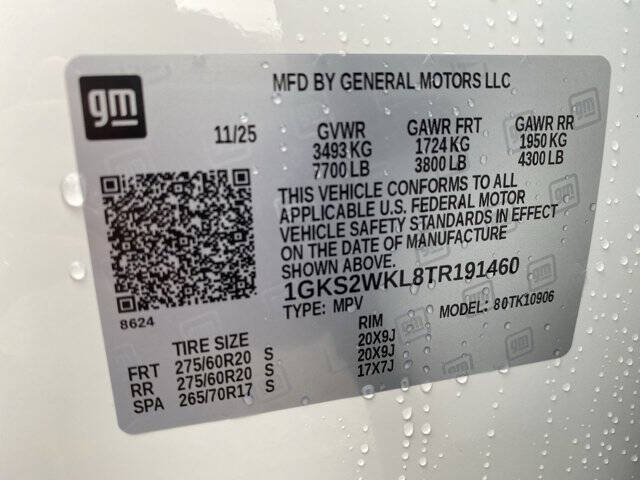 gm
MFD BY GENERAL MOTORS LLC
11/25 GVWR GAWR FRT GAWR RR
3493 KG 1724 KG 1950 KG
7700 LB 3800 LB 4300 LB
THIS VEHICLE CONFORMS TO ALL
APPLICABLE U.S. FEDERAL MOTOR
VEHICLE SAFETY STANDARDS IN EFFECT
ON THE DATE OF MANUFACTURE
SHOWN ABOVE.
1GKS2WKL8TR191460
TYPE: MPV MODEL: 80TK10906
8624
TIRE SIZE RIM
FRT 275/60R20 S 20X9J
RR 275/60R20 S 20X9J
SPA 265/70R17 S 17X7J